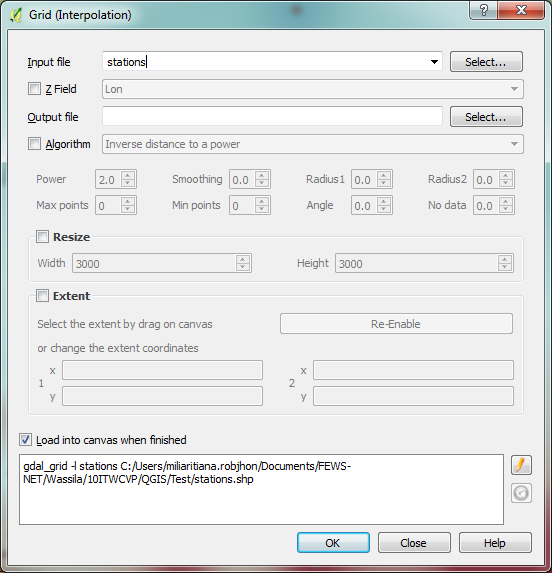 Grid (Interpolation)
Input file stations Select...
Z Field Lon
Output file Select...
Algorithm Inverse distance to a power
Power 2.0 Smoothing 0.0 Radius1 0.0 Radius2 0.0
Max points 0 Min points 0 Angle 0.0 No data 0.0
Resize
Width 3000 Height 3000
Extent
Select the extent by drag on canvas Re-Enable
or change the extent coordinates
x x
1 2
y y
Load into canvas when finished
gdal_grid -l stations C:/Users/miliaritiana.robjhon/Documents/FEWS-
NET/Wassila/10ITWCVP/QGIS/Test/stations.shp
OK Close Help